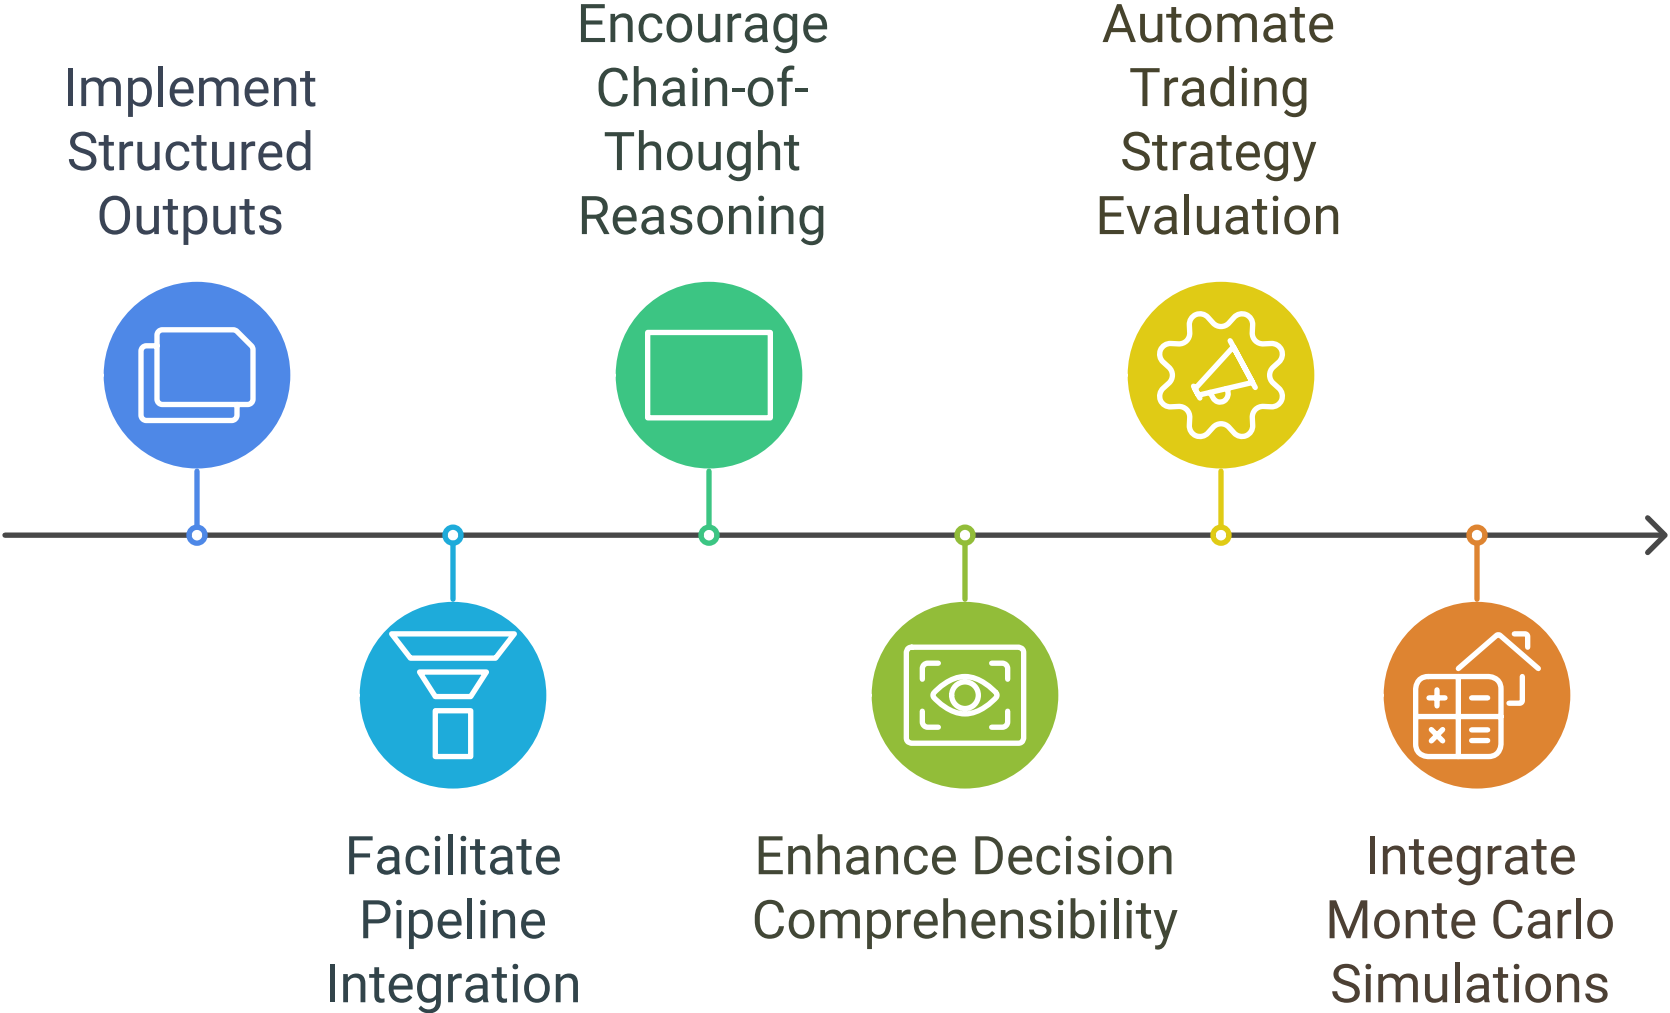 Implement
Structured
Outputs
Facilitate
Pipeline
Integration
Encourage
Chain-of-
Thought
Reasoning
Enhance Decision
Comprehensibility
Automate
Trading
Strategy
Evaluation
Integrate
Monte Carlo
Simulations